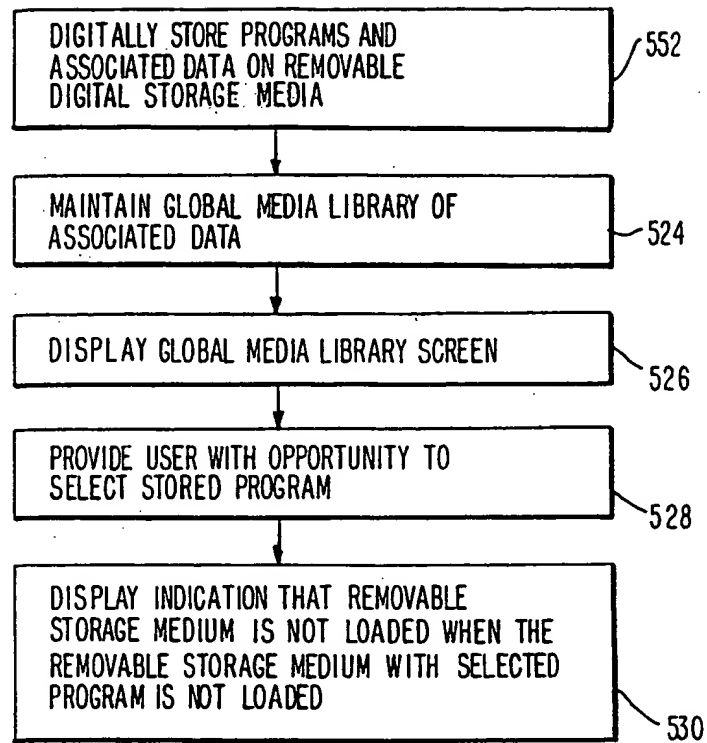 DIGITALLY STORE PROGRAMS AND
ASSOCIATED DATA ON REMOVABLE
DIGITAL STORAGE MEDIA
552
MAINTAIN GLOBAL MEDIA LIBRARY OF
ASSOCIATED DATA
524
DISPLAY GLOBAL MEDIA LIBRARY SCREEN
526
PROVIDE USER WITH OPPORTUNITY TO
SELECT STORED PROGRAM
528
DISPLAY INDICATION THAT REMOVABLE
STORAGE MEDIUM IS NOT LOADED WHEN THE
REMOVABLE STORAGE MEDIUM WITH SELECTED
PROGRAM IS NOT LOADED
530